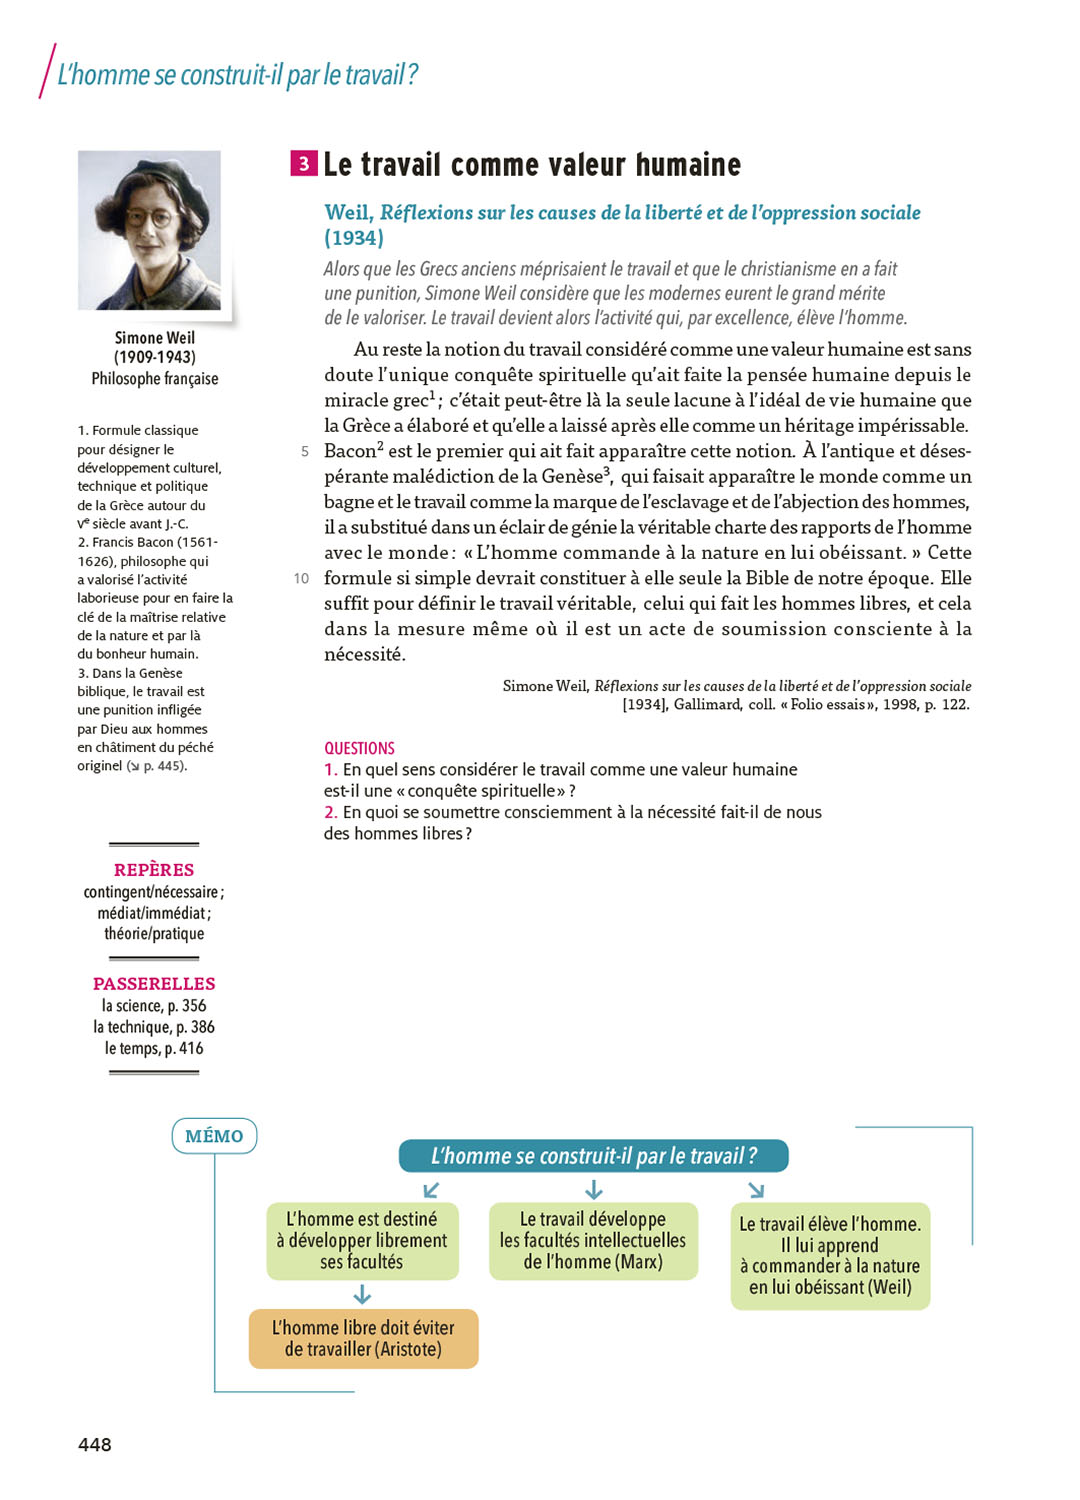 L'homme se construit-il par le travail ?
Simone Weil
(1909-1943)
Philosophe française
1. Formule classique
pour désigner le
développement culturel,
technique et politique
de la Grèce autour du
Ve siècle avant J.-C.
2. Francis Bacon (1561-
1626), philosophe qui
a valorisé l'activité
laborieuse pour en faire la
clé de la maîtrise relative
de la nature et par là
du bonheur humain.
3. Dans la Genèse
biblique, le travail est
une punition infligée
par Dieu aux hommes
en châtiment du péché
originel (↘ p. 445).
REPÈRES
contingent/nécessaire ;
médiat/immédiat ;
théorie/pratique
PASSERELLES
la science, p. 356
la technique, p. 386
le temps, p. 416
3 Le travail comme valeur humaine
Weil, Réflexions sur les causes de la liberté et de l'oppression sociale
(1934)
Alors que les Grecs anciens méprisaient le travail et que le christianisme en a fait
une punition, Simone Weil considère que les modernes eurent le grand mérite
de le valoriser. Le travail devient alors l'activité qui, par excellence, élève l'homme.
Au reste la notion du travail considéré comme une valeur humaine est sans
doute l'unique conquête spirituelle qu'ait faite la pensée humaine depuis le
miracle grec1 ; c'était peut-être là la seule lacune à l'idéal de vie humaine que
la Grèce a élaboré et qu'elle a laissé après elle comme un héritage impérissable.
5 Bacon2 est le premier qui ait fait apparaître cette notion. À l'antique et déses-
pérante malédiction de la Genèse3, qui faisait apparaître le monde comme un
bagne et le travail comme la marque de l'esclavage et de l'abjection des hommes,
il a substitué dans un éclair de génie la véritable charte des rapports de l'homme
avec le monde : « L'homme commande à la nature en lui obéissant. » Cette
10 formule si simple devrait constituer à elle seule la Bible de notre époque. Elle
suffit pour définir le travail véritable, celui qui fait les hommes libres, et cela
dans la mesure même où il est un acte de soumission consciente à la
nécessité.
Simone Weil, Réflexions sur les causes de la liberté et de l'oppression sociale
[1934], Gallimard, coll. « Folio essais », 1998, p. 122.
QUESTIONS
1. En quel sens considérer le travail comme une valeur humaine
est-il une « conquête spirituelle » ?
2. En quoi se soumettre consciemment à la nécessité fait-il de nous
des hommes libres ?
MÉMO
L'homme se construit-il par le travail ?
L'homme est destiné
à développer librement
ses facultés
L'homme libre doit éviter
de travailler (Aristote)
Le travail développe
les facultés intellectuelles
de l'homme (Marx)
Le travail élève l'homme.
Il lui apprend
à commander à la nature
en lui obéissant (Weil)
448